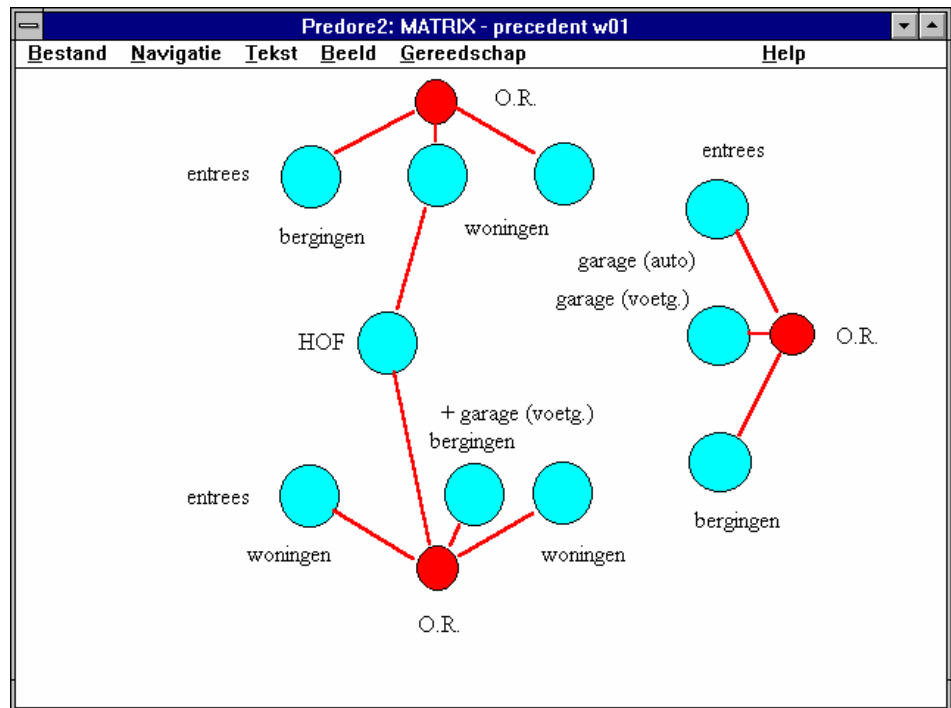 Predore2: MATRIX - precedent w01
Bestand Navigatie Tekst Beeld Gereedschap Help
O.R.
entrees
entrees
bergingen
woningen
garage (auto)
garage (voetg.)
HOF
O.R.
+ garage (voetg.)
bergingen
entrees
bergingen
woningen
woningen
O.R.